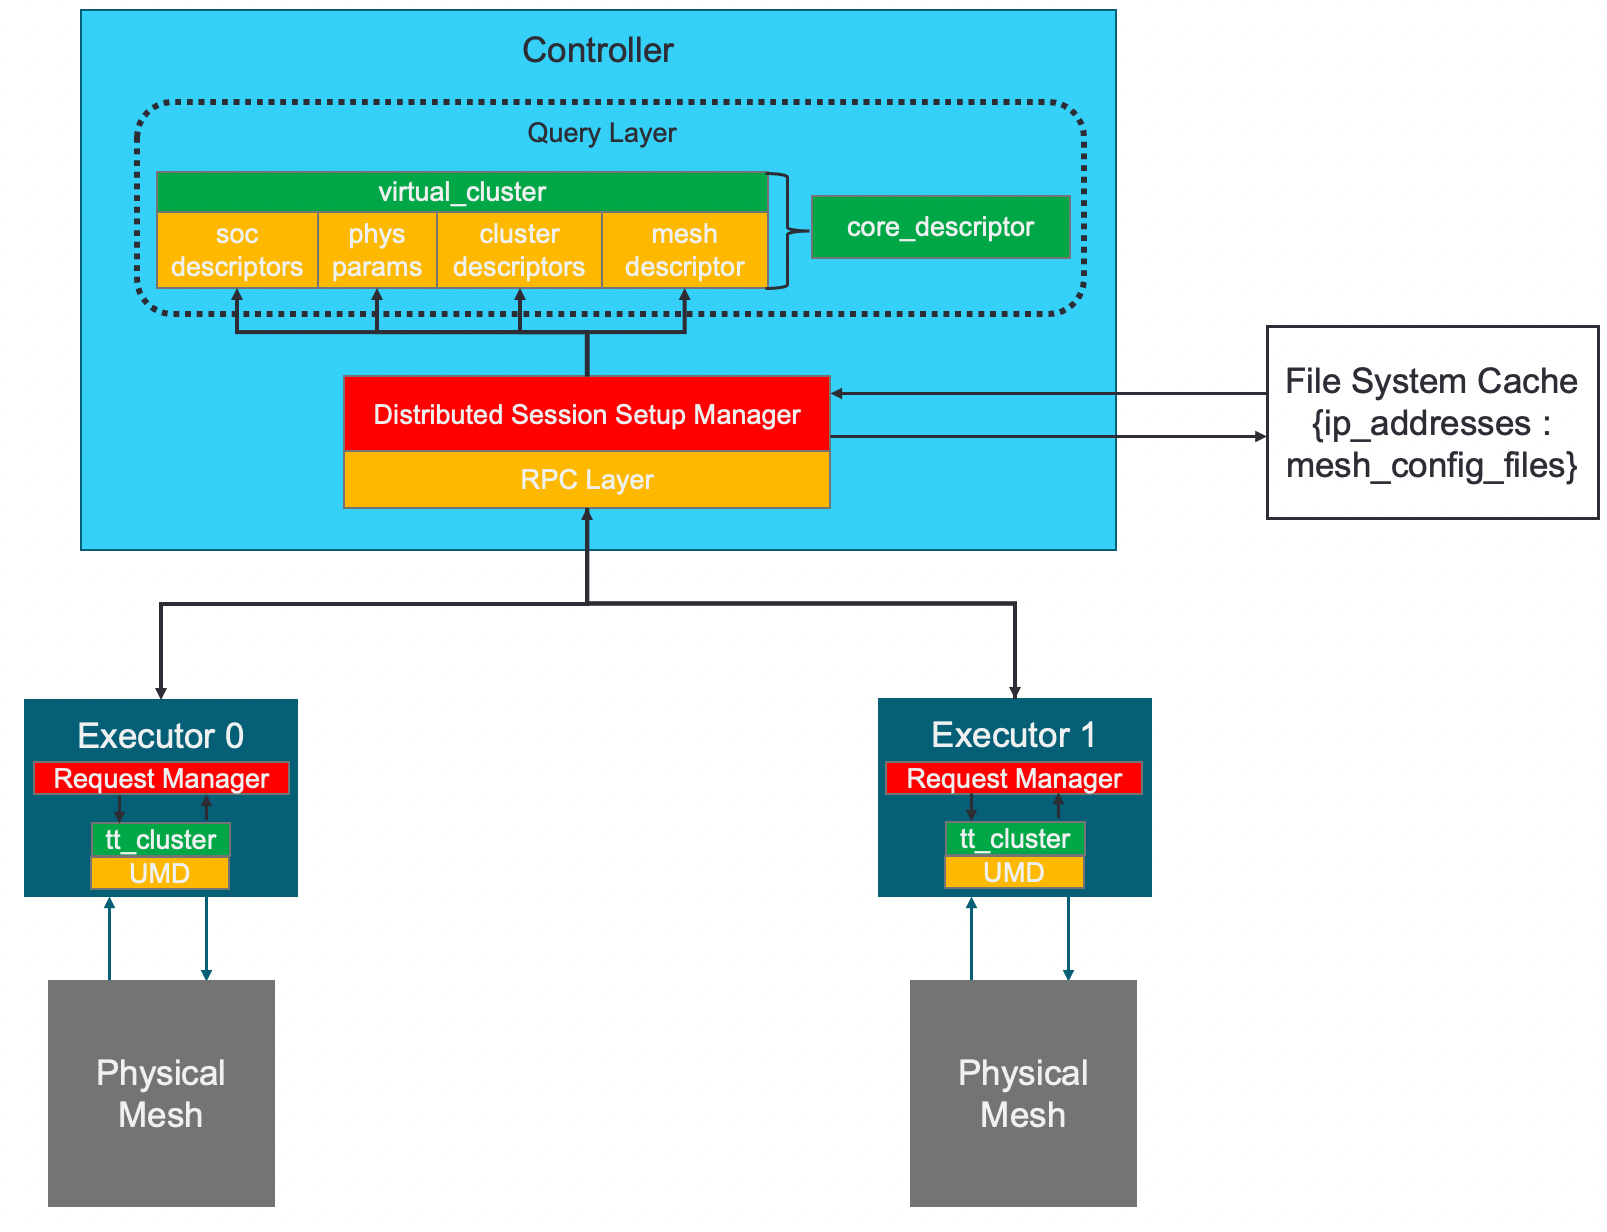 Controller
Query Layer
virtual_cluster
soc
descriptors
phys
params
cluster
descriptors
mesh
descriptor
core_descriptor
Distributed Session Setup Manager
RPC Layer
File System Cache
{ip_addresses :
mesh_config_files}
Executor 0
Request Manager
tt_cluster
UMD
Physical
Mesh
Executor 1
Request Manager
tt_cluster
UMD
Physical
Mesh